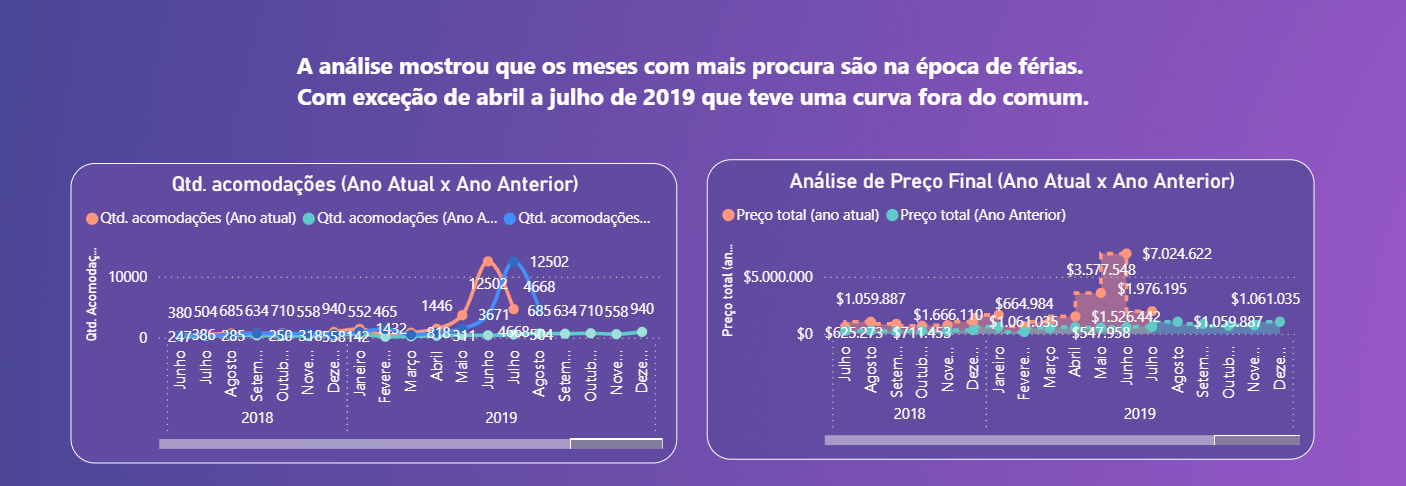 A análise mostrou que os meses com mais procura são na época de férias.
Com exceção de abril a julho de 2019 que teve uma curva fora do comum.
Qtd. acomodações (Ano Atual x Ano Anterior)
Qtd. acomodações (Ano atual) Qtd. acomodações (Ano A... Qtd. acomodações...
Qtd. Acomodaç...
10000
0
12502
12502
4668
380 504 685 634 710 558 940 552 465
1446
3671
685 634 710 558 940
247 386 285 250 318 558 142
1432
818 311
4668 504
Junho Julho Agosto Setem... Outub... Nove... Deze... Janeiro Fevere... Março Abril Maio Junho Julho Agosto Setem... Outub... Nove... Deze...
2018 2019
Análise de Preço Final (Ano Atual x Ano Anterior)
Preço total (ano atual) Preço total (Ano Anterior)
Preço total (an...
$5.000.000
$0
$7.024.622
$3.577.548
$1.976.195
$1.059.887
$664.984
$1.061.035
$1.666.110
$1.061.035
$1.526.442
$1.059.887
$625.273 $711.453
$547.958
Julho Agosto Setem... Outub... Nove... Deze... Janeiro Fevere... Março Abril Maio Junho Julho Agosto Setem... Outub... Nove... Deze...
2018 2019